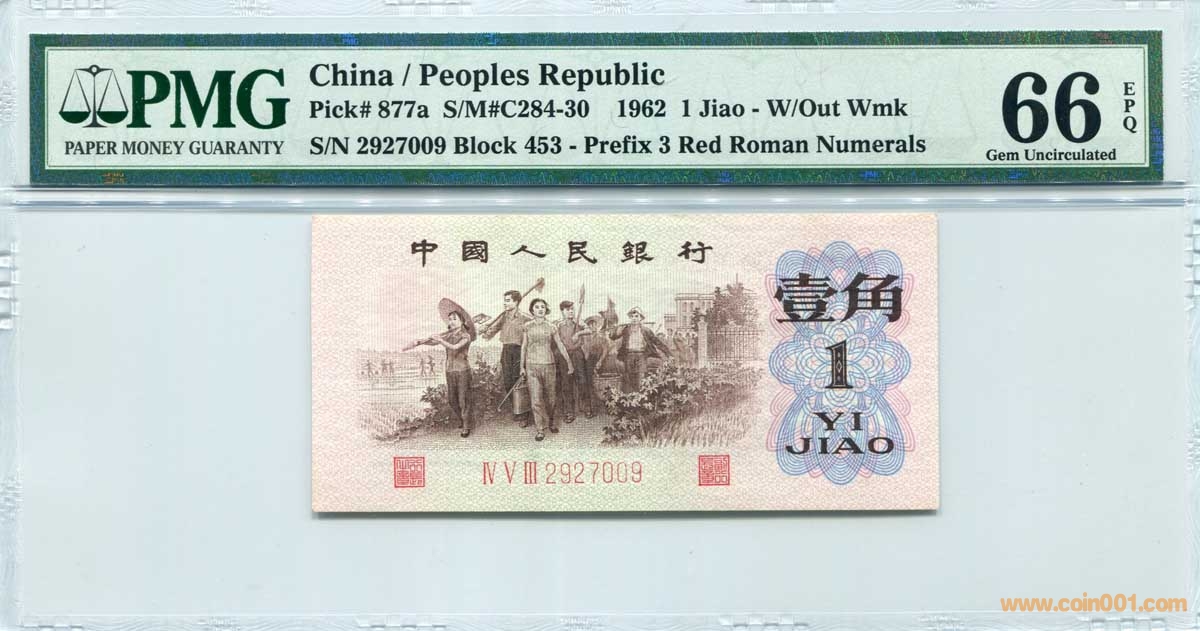 PMG
PAPER MONEY GUARANTY
China / Peoples Republic
Pick# 877a S/M#C284-30 1962 1 Jiao - W/Out Wmk
S/N 2927009 Block 453 - Prefix 3 Red Roman Numerals
66
EPQ
Gem Uncirculated
中國人民銀行
壹角
1
YI
JIAO
IV V III 2927009
www.coin001.com